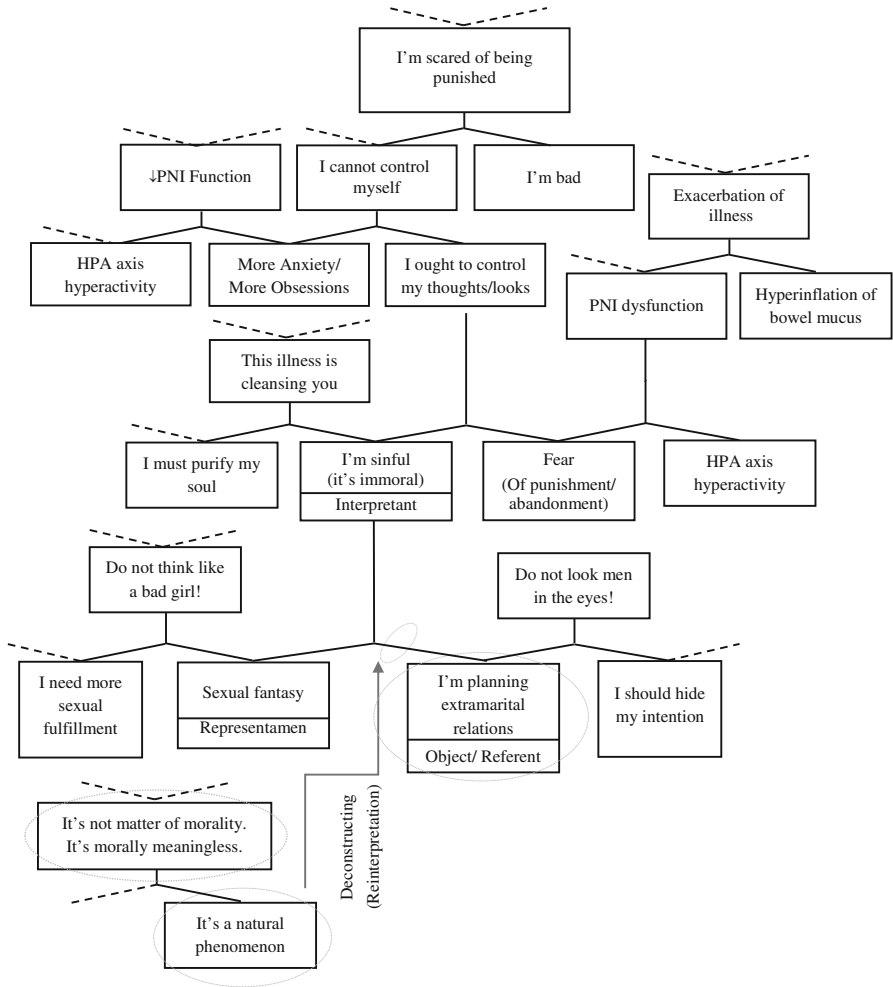 I'm scared of being
punished
↓PNI Function
I cannot control
myself
I'm bad
Exacerbation of
illness
HPA axis
hyperactivity
More Anxiety/
More Obsessions
I ought to control
my thoughts/looks
PNI dysfunction
Hyperinflation of
bowel mucus
This illness is
cleansing you
I must purify my
soul
I'm sinful
(it's immoral)
Interpretant
Fear
(Of punishment/
abandonment)
HPA axis
hyperactivity
Do not think like
a bad girl!
Do not look men
in the eyes!
I need more
sexual
fulfillment
Sexual fantasy
Representamen
I'm planning
extramarital
relations
Object/ Referent
I should hide
my intention
It's not matter of morality.
It's morally meaningless.
Deconstructing
(Reinterpretation)
It's a natural
phenomenon